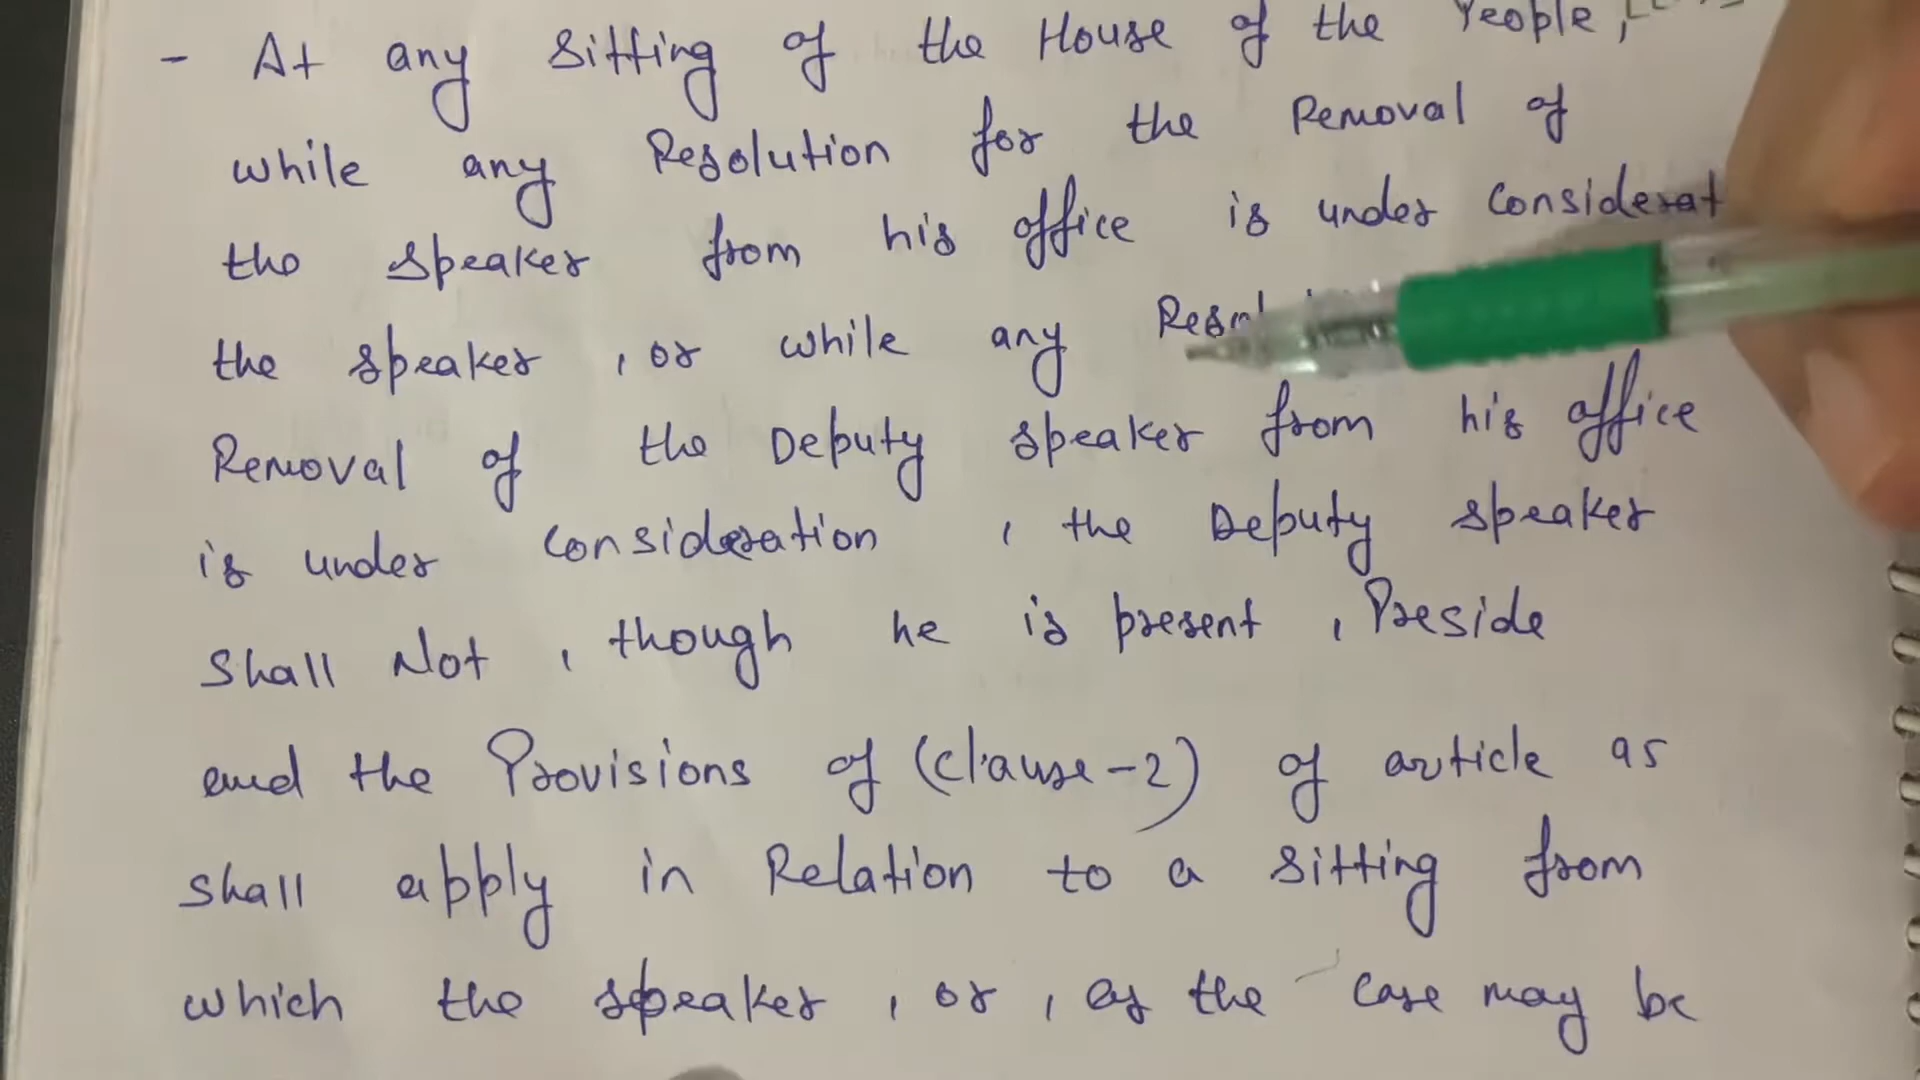 - At any sitting of the House of the People,
while any Resolution for the Removal of
the speaker from his office is under considerat
the speaker , or while any
Removal of the Deputy speaker from his office
is under consideration , the Deputy speaker
shall Not , though he is present , Preside
and the Provisions of (clause-2) of article as
shall apply in Relation to a sitting from
which the speaker , or , as the case may be